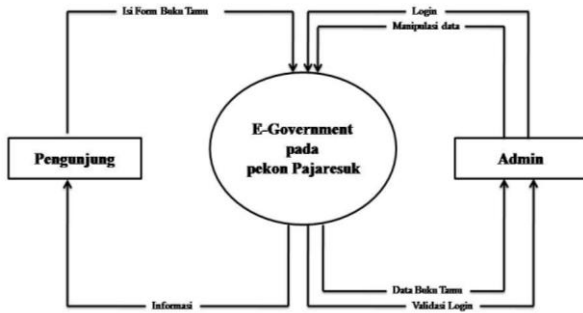 Isi Form Buku Tamu
Login
Manipulasi data
E-Government
pada
pekon Pajaresuk
Pengunjung
Admin
Data Buku Tamu
Informasi
Validasi Login